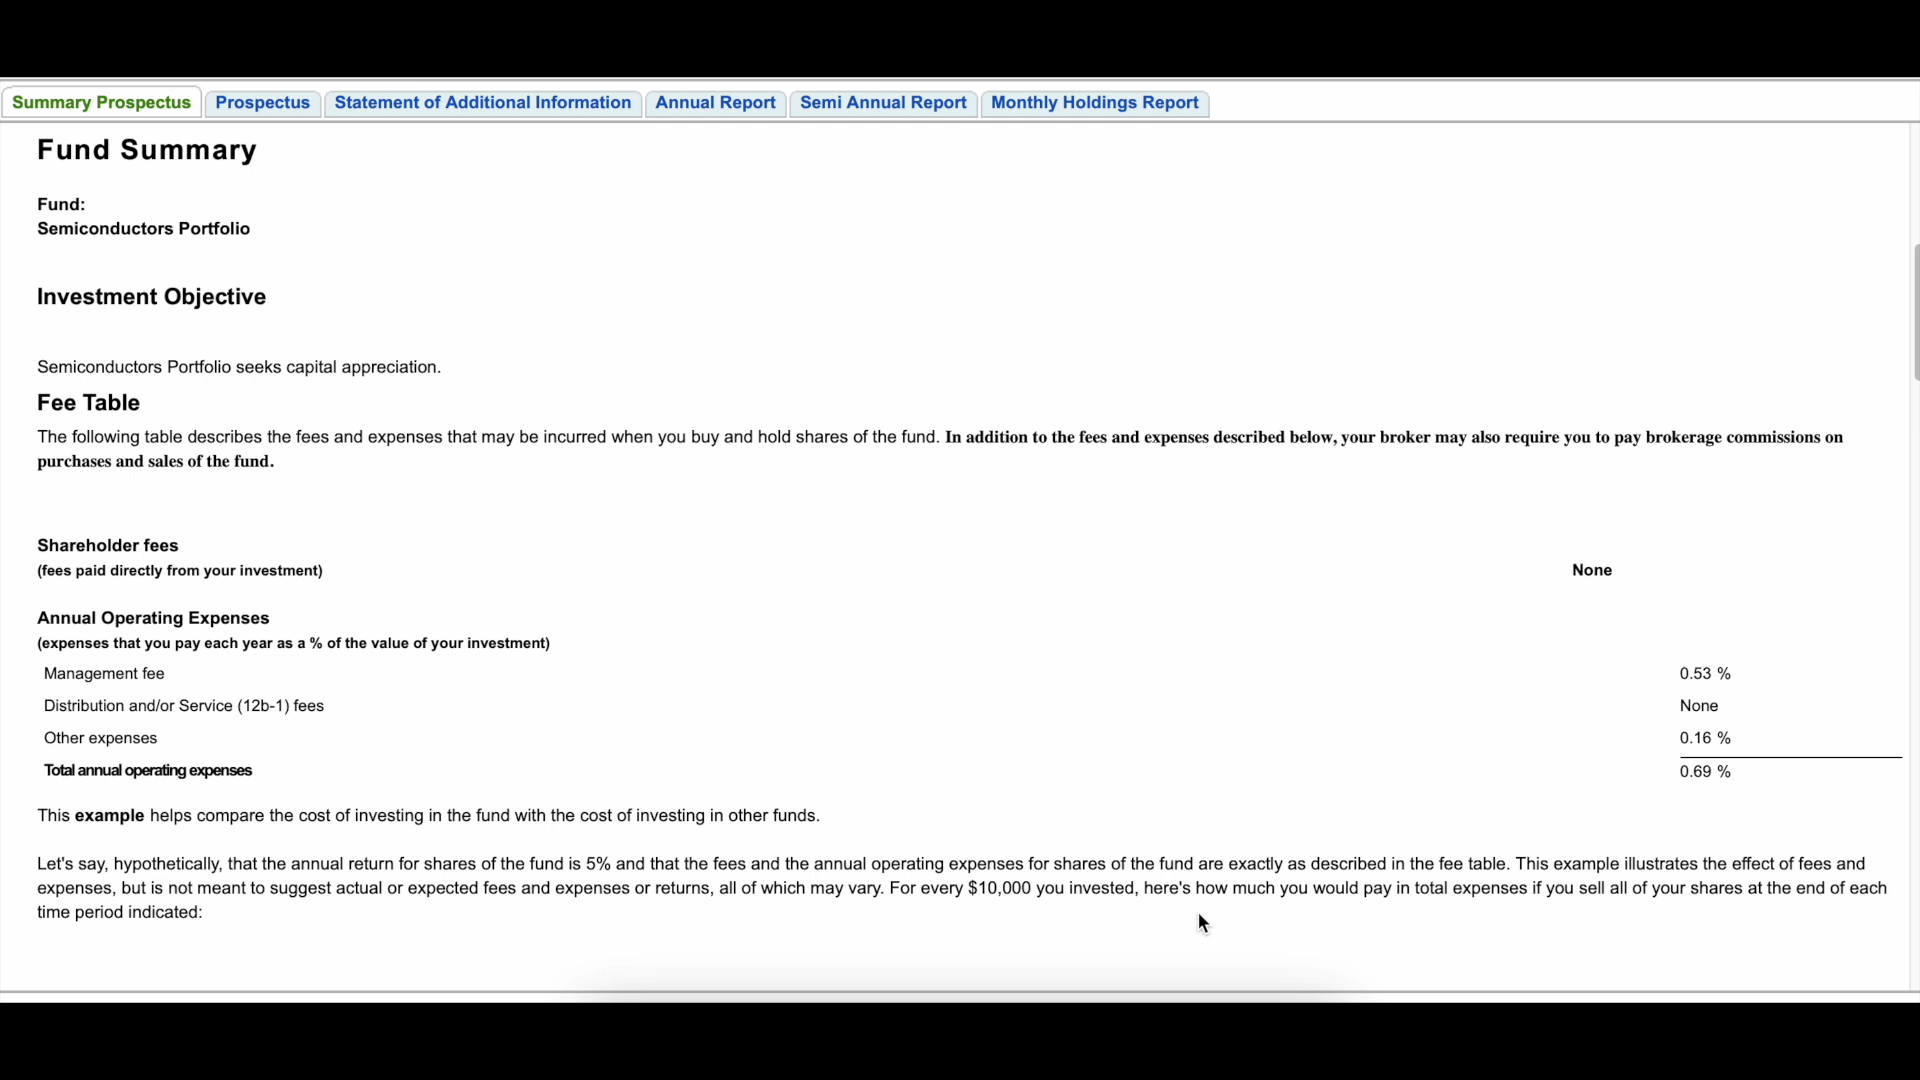 Summary Prospectus Prospectus Statement of Additional Information Annual Report Semi Annual Report Monthly Holdings Report
Fund Summary
Fund:
Semiconductors Portfolio
Investment Objective
Semiconductors Portfolio seeks capital appreciation.
Fee Table
The following table describes the fees and expenses that may be incurred when you buy and hold shares of the fund. In addition to the fees and expenses described below, your broker may also require you to pay brokerage commissions on
purchases and sales of the fund.
Shareholder fees
(fees paid directly from your investment) None
Annual Operating Expenses
(expenses that you pay each year as a % of the value of your investment)
Management fee 0.53 %
Distribution and/or Service (12b-1) fees None
Other expenses 0.16 %
Total annual operating expenses 0.69 %
This example helps compare the cost of investing in the fund with the cost of investing in other funds.
Let's say, hypothetically, that the annual return for shares of the fund is 5% and that the fees and the annual operating expenses for shares of the fund are exactly as described in the fee table. This example illustrates the effect of fees and
expenses, but is not meant to suggest actual or expected fees and expenses or returns, all of which may vary. For every $10,000 you invested, here's how much you would pay in total expenses if you sell all of your shares at the end of each
time period indicated: